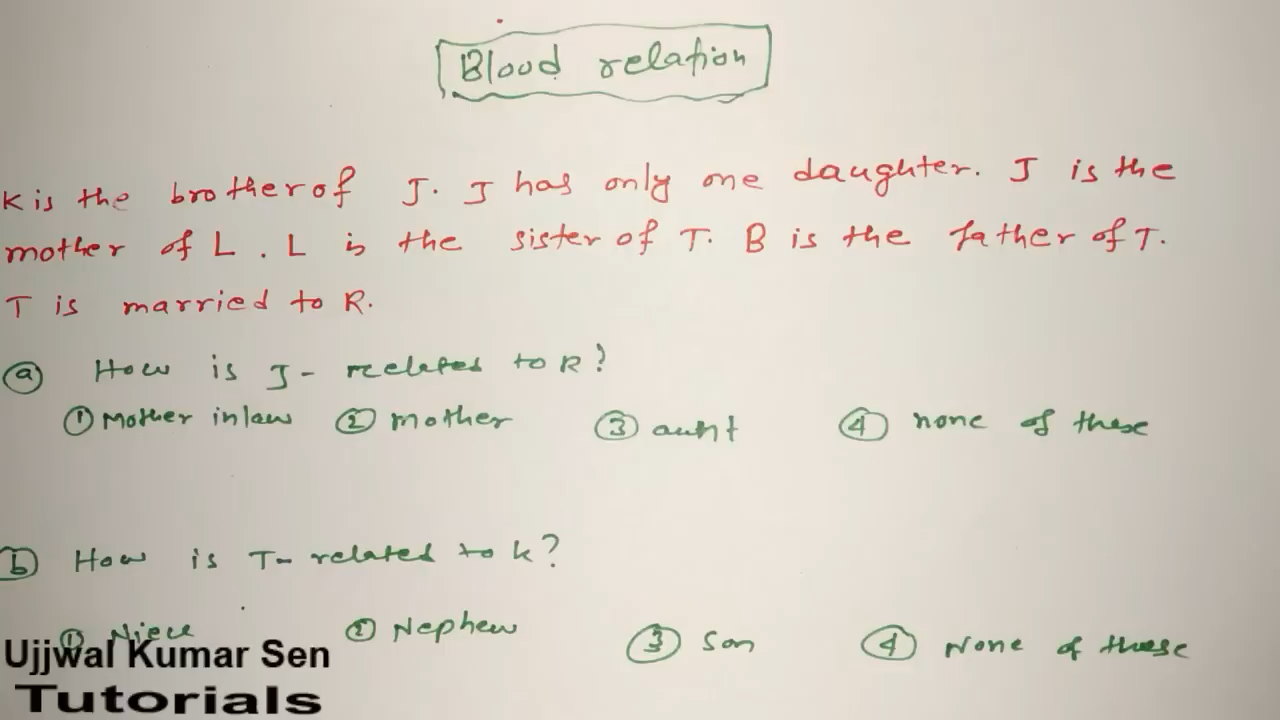 Blood relation
K is the brother of J. J has only one daughter. J is the
mother of L. L is the sister of T. B is the father of T.
T is married to R.
(a) How is J- related to R?
(1) Mother inlaw (2) mother (3) aunt (4) none of these
(b) How is T- related to k?
(1) Niece (2) Nephew (3) son (4) None of these
Ujjwal Kumar Sen
Tutorials